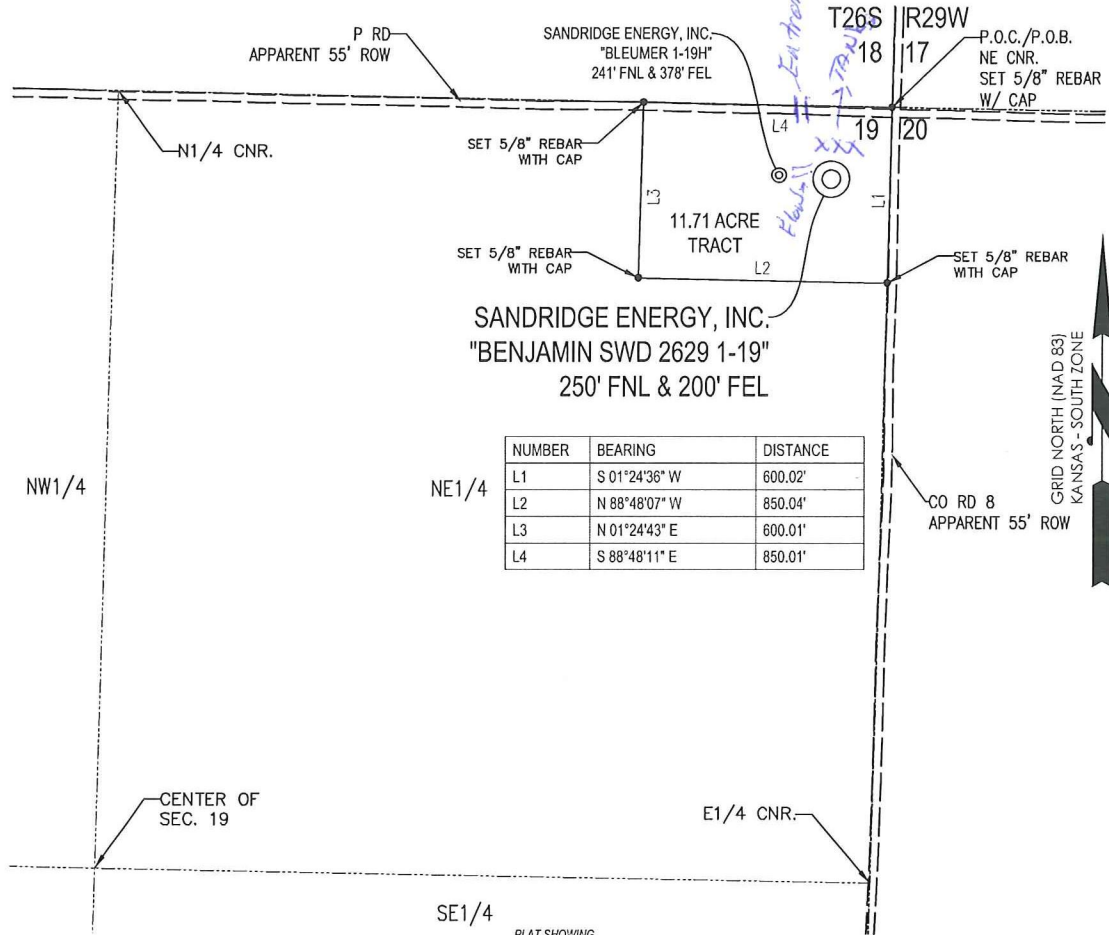 T26S R29W
18 17
P RD
APPARENT 55' ROW
SANDRIDGE ENERGY, INC.
"BLEUMER 1-19H"
241' FNL & 378' FEL
P.O.C./P.O.B.
NE CNR.
SET 5/8" REBAR
W/ CAP
TANKS
L4
19 20
N1/4 CNR.
SET 5/8" REBAR
WITH CAP
L3
L1
11.71 ACRE
TRACT
SET 5/8" REBAR
WITH CAP
L2
SET 5/8" REBAR
WITH CAP
SANDRIDGE ENERGY, INC.
"BENJAMIN SWD 2629 1-19"
250' FNL & 200' FEL
GRID NORTH (NAD 83)
KANSAS - SOUTH ZONE
NUMBER BEARING DISTANCE
L1 S 01°24'36" W 600.02'
L2 N 88°48'07" W 850.04'
L3 N 01°24'43" E 600.01'
L4 S 88°48'11" E 850.01'
NW1/4
NE1/4
CO RD 8
APPARENT 55' ROW
CENTER OF
SEC. 19
E1/4 CNR.
SE1/4
PLAT SHOWING